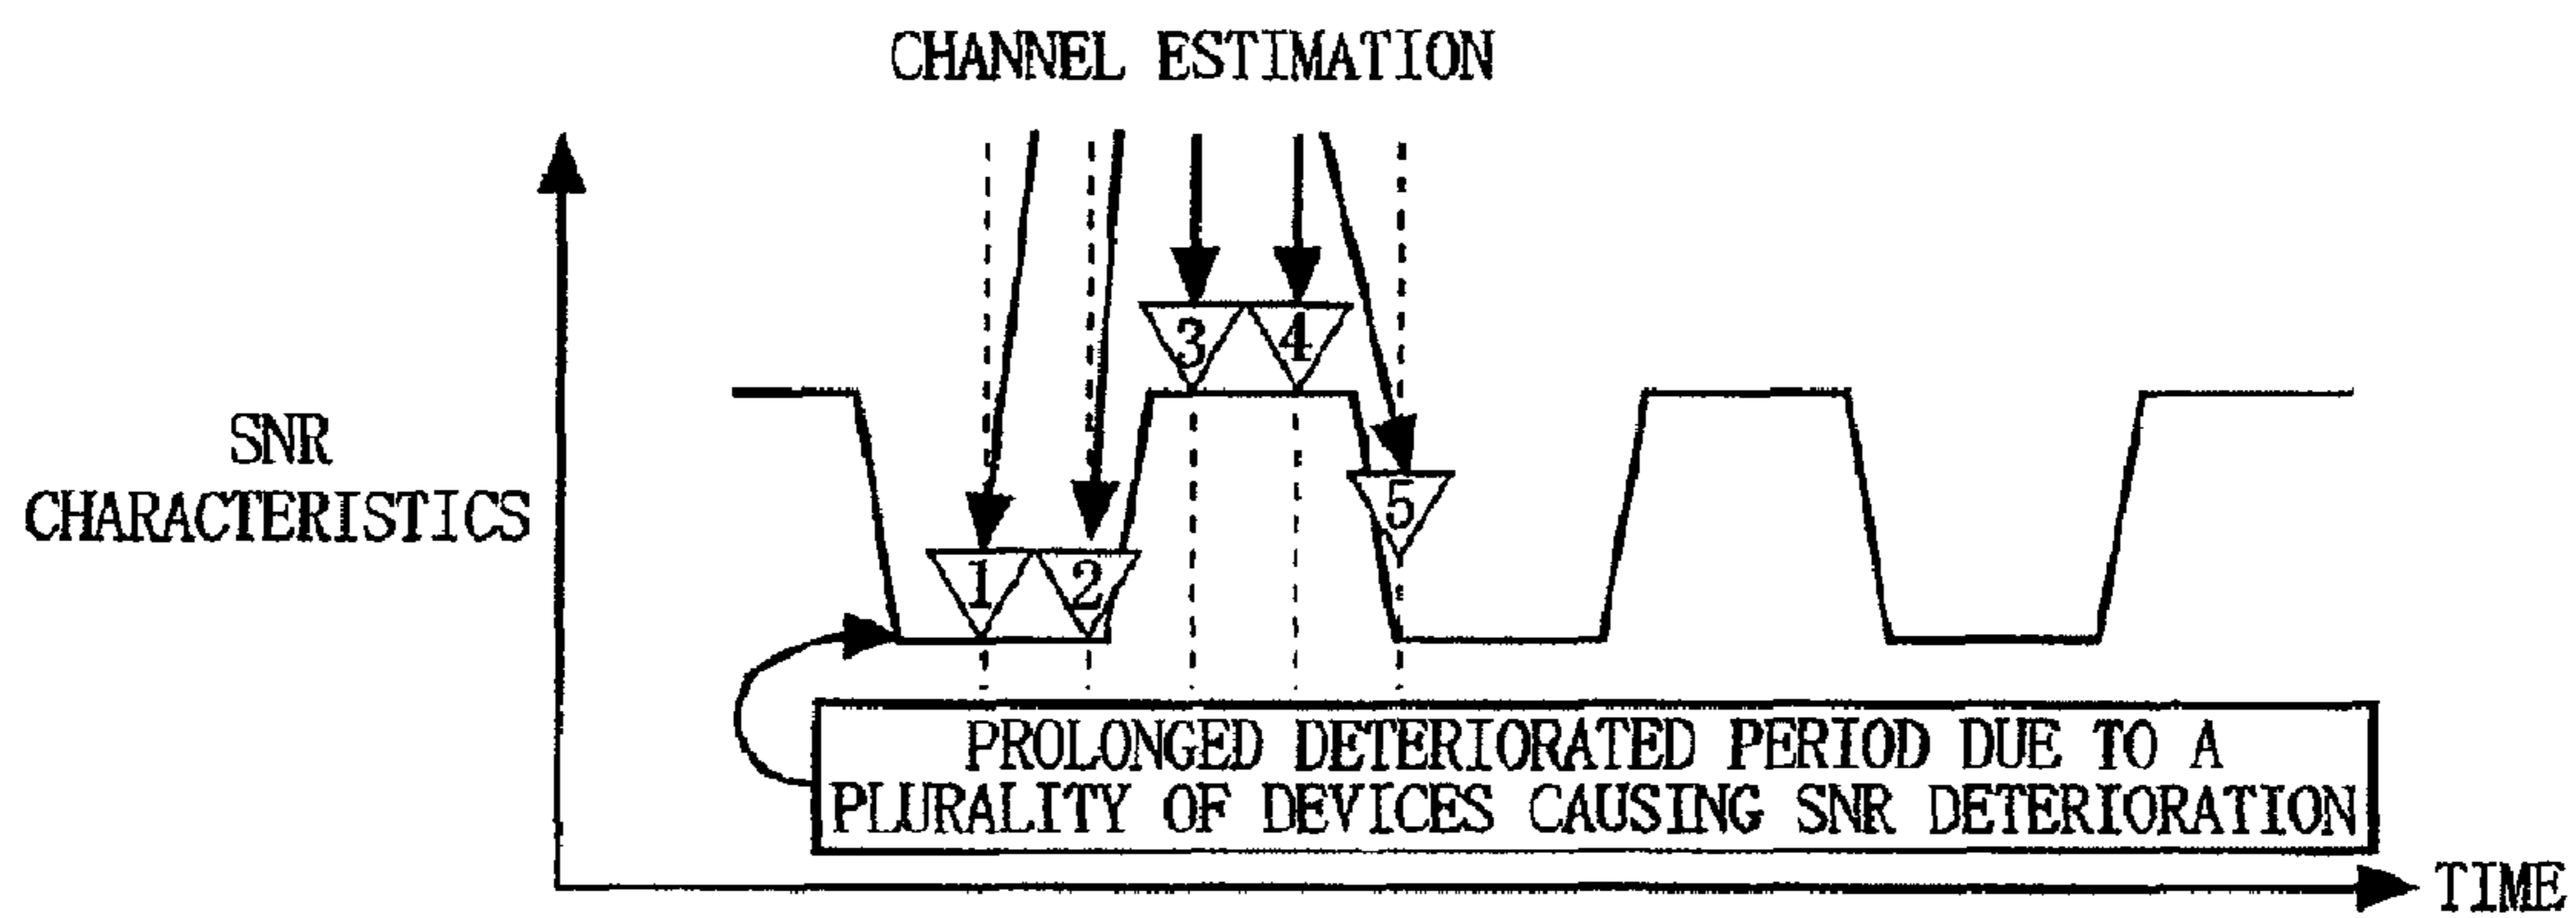 CHANNEL ESTIMATION
3 4
SNR
CHARACTERISTICS
5
1 2
PROLONGED DETERIORATED PERIOD DUE TO A
PLURALITY OF DEVICES CAUSING SNR DETERIORATION
TIME